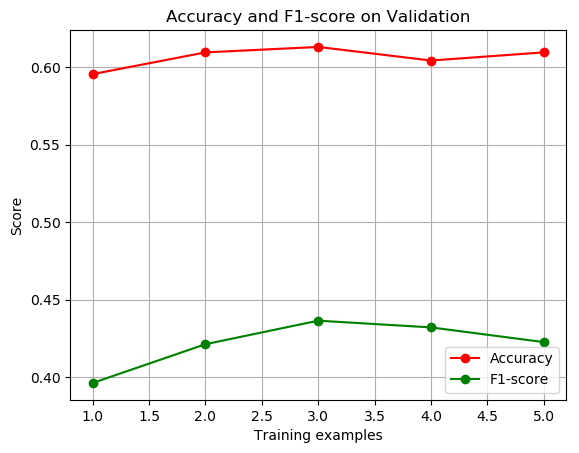 Accuracy and F1-score on Validation
Score
0.60
0.55
0.50
0.45
0.40
Accuracy
F1-score
1.0 1.5 2.0 2.5 3.0 3.5 4.0 4.5 5.0
Training examples